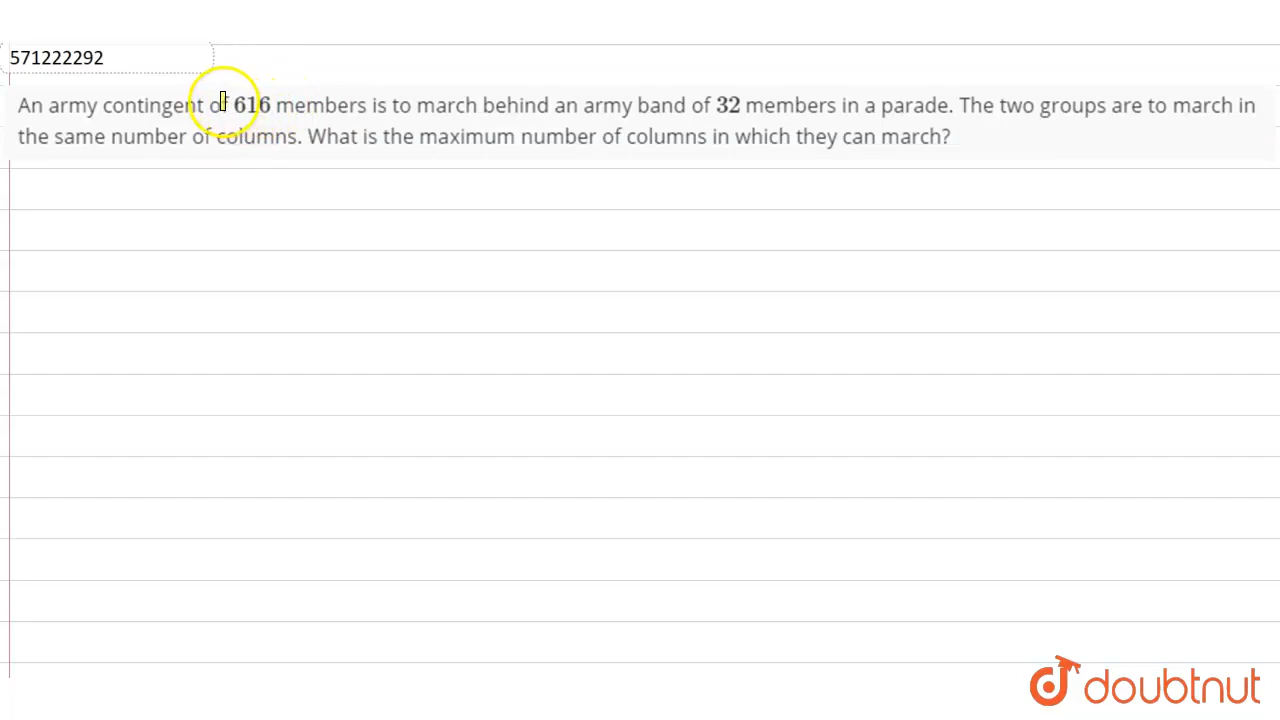 571222292
An army contingent of 616 members is to march behind an army band of 32 members in a parade. The two groups are to march in
the same number of columns. What is the maximum number of columns in which they can march?
doubtnut